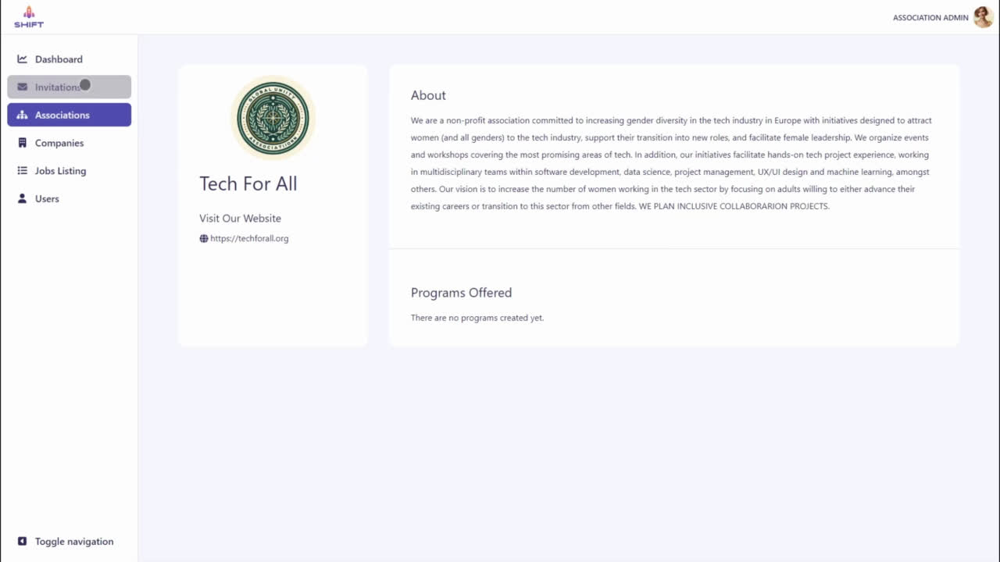 SHIFT
ASSOCIATION ADMIN
Dashboard
Invitations
Associations
Companies
Jobs Listing
Users
Toggle navigation
GLOBAL UNIITY
ASSOCIATIIONS
Tech For All
Visit Our Website
https://techforall.org
About
We are a non-profit association committed to increasing gender diversity in the tech industry in Europe with initiatives designed to attract
women (and all genders) to the tech industry, support their transition into new roles, and facilitate female leadership. We organize events
and workshops covering the most promising areas of tech. In addition, our initiatives facilitate hands-on tech project experience, working
in multidisciplinary teams within software development, data science, project management, UX/UI design and machine learning, amongst
others. Our vision is to increase the number of women working in the tech sector by focusing on adults willing to either advance their
existing careers or transition to this sector from other fields. WE PLAN INCLUSIVE COLLABORARION PROJECTS.
Programs Offered
There are no programs created yet.